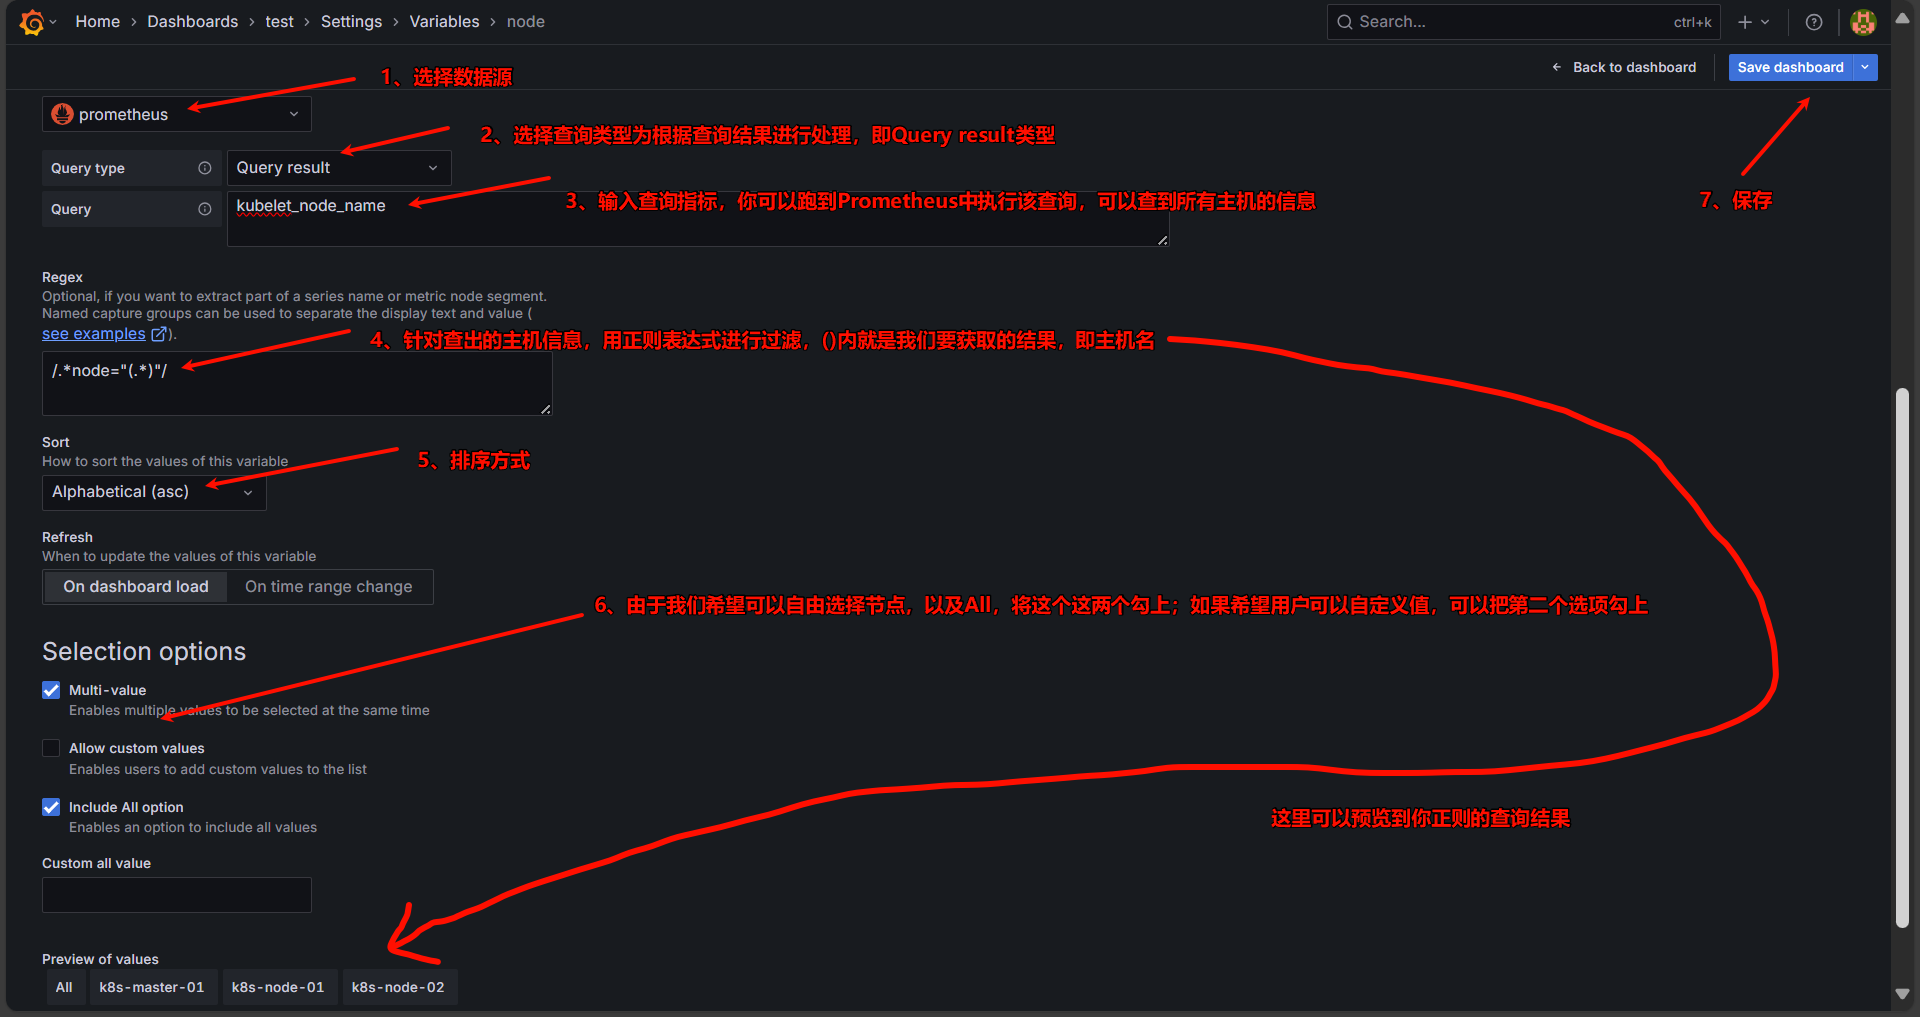 Home › Dashboards › test › Settings › Variables › node
Search... ctrl+k
Back to dashboard
Save dashboard
1、选择数据源
prometheus
2、选择查询类型为根据查询结果进行处理，即Query result类型
Query type
Query result
Query
kubelet_node_name
3、输入查询指标，你可以跑到Prometheus中执行该查询，可以查到所有主机的信息
7、保存
Regex
Optional, if you want to extract part of a series name or metric node segment.
Named capture groups can be used to separate the display text and value (
see examples ).
4、针对查出的主机信息，用正则表达式进行过滤，()内就是我们要获取的结果，即主机名
/.*node="(.*)"/
Sort
How to sort the values of this variable
5、排序方式
Alphabetical (asc)
Refresh
When to update the values of this variable
On dashboard load
On time range change
6、由于我们希望可以自由选择节点，以及All，将这个这两个勾上；如果希望用户可以自定义值，可以把第二个选项勾上
Selection options
Multi-value
Enables multiple values to be selected at the same time
Allow custom values
Enables users to add custom values to the list
Include All option
Enables an option to include all values
这里可以预览到你正则的查询结果
Custom all value
Preview of values
All
k8s-master-01
k8s-node-01
k8s-node-02